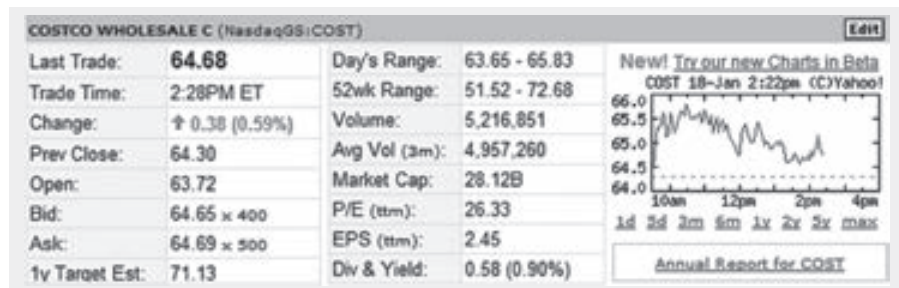 COSTCO WHOLESALE C (NasdaqGS:COST) Edit
Last Trade: 64.68
Trade Time: 2:28PM ET
Change: ⬆ 0.38 (0.59%)
Prev Close: 64.30
Open: 63.72
Bid: 64.65 x 400
Ask: 64.69 x 500
1y Target Est: 71.13
Day's Range: 63.65 - 65.83
52wk Range: 51.52 - 72.68
Volume: 5,216,851
Avg Vol (3m): 4,957,260
Market Cap: 28.12B
P/E (ttm): 26.33
EPS (ttm): 2.45
Div & Yield: 0.58 (0.90%)
New! Try our new Charts in Beta
COST 18-Jan 2:22pm (C)Yahoo!
66.0
65.5
65.0
64.5
64.0
10am 12pm 2pm 4pm
1d 5d 3m 6m 1y 2y 5y max
Annual Report for COST